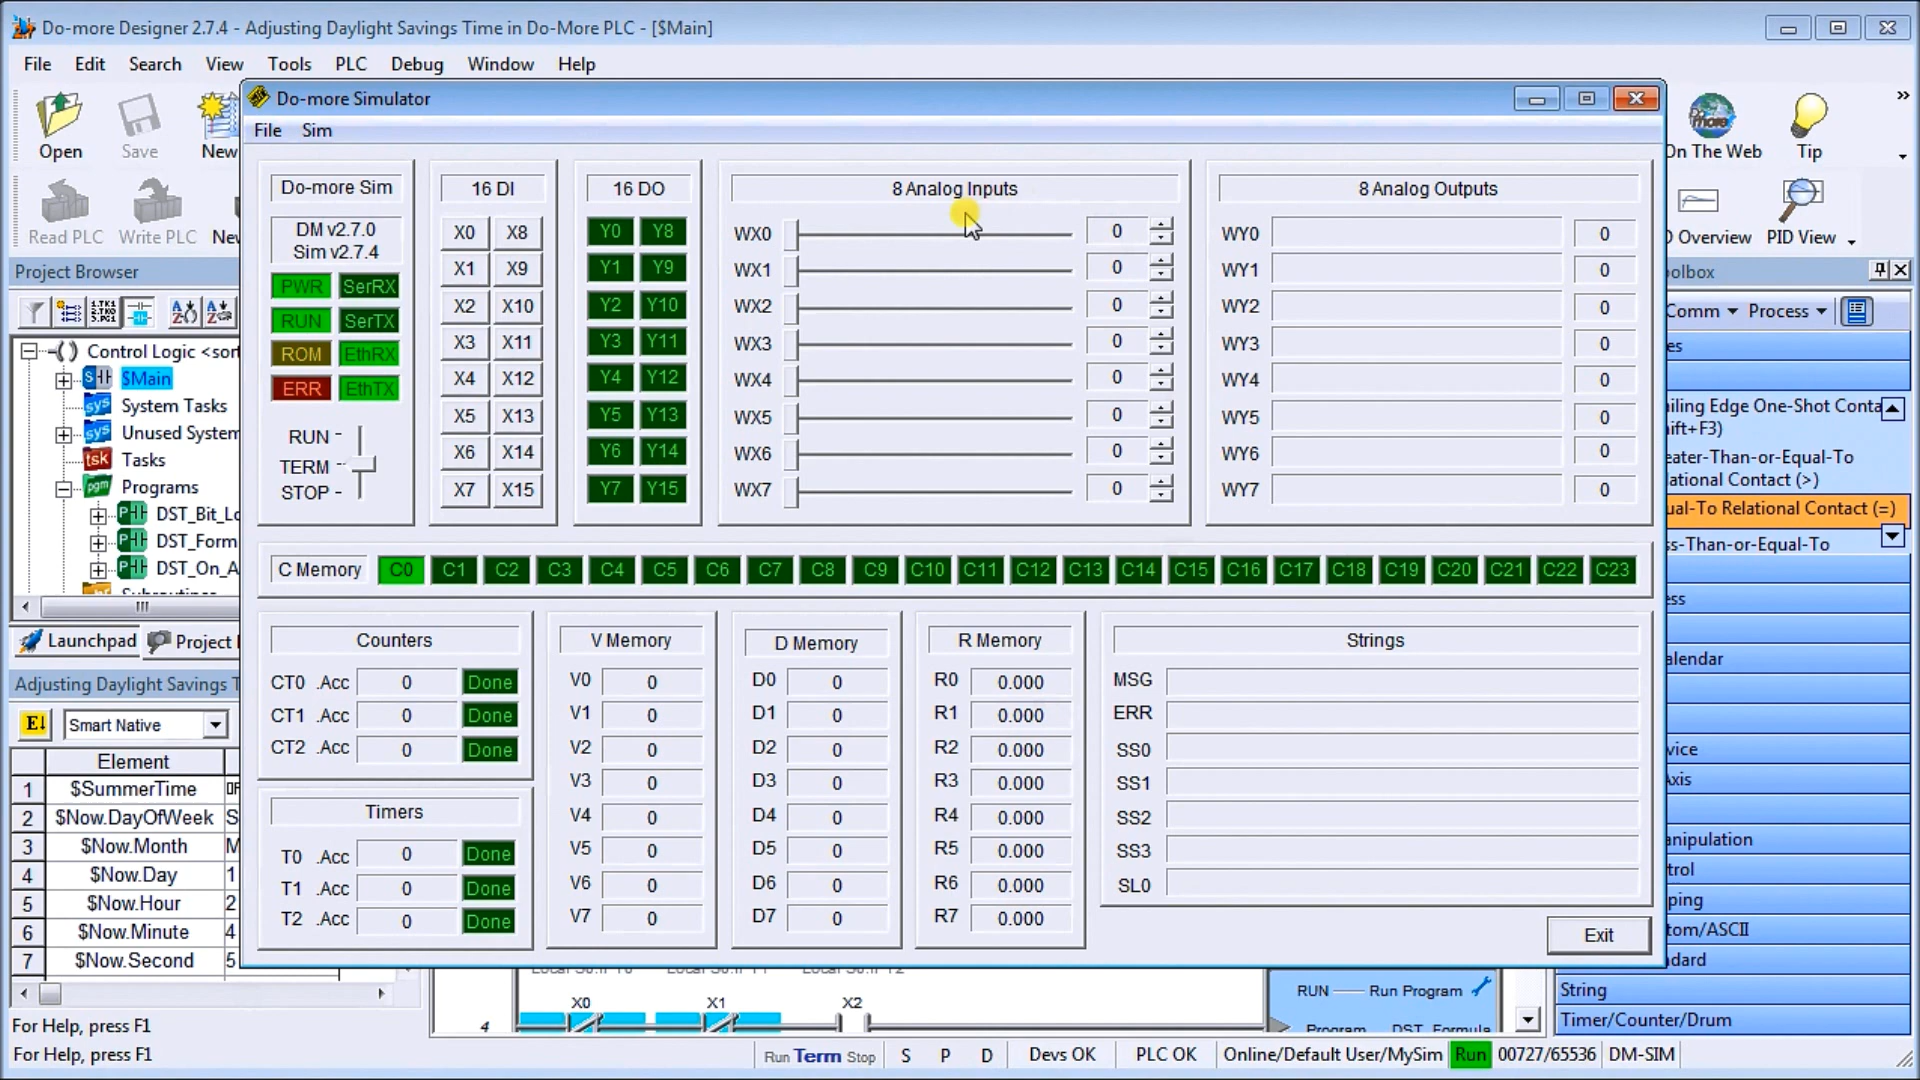 Do-more Designer 2.7.4 - Adjusting Daylight Savings Time in Do-More PLC - [$Main]
File Edit Search View Tools PLC Debug Window Help
Open Save New
On The Web Tip
Read PLC Write PLC
Overview PID View
Project Browser
Control Logic <sort
$Main
System Tasks
Unused System
Tasks
Programs
DST_Bit_Lo
DST_Form
DST_On_A
Launchpad
Adjusting Daylight Savings T
Smart Native
Element
1 $SummerTime
2 $Now.DayOfWeek S
3 $Now.Month M
4 $Now.Day 1
5 $Now.Hour 2
6 $Now.Minute 4
7 $Now.Second 5
Do-more Simulator
File Sim
Do-more Sim
DM v2.7.0
Sim v2.7.4
PWR SerRX
RUN SerTX
ROM EthRX
ERR EthTX
RUN -
TERM -
STOP -
16 DI
X0 X8
X1 X9
X2 X10
X3 X11
X4 X12
X5 X13
X6 X14
X7 X15
16 DO
Y0 Y8
Y1 Y9
Y2 Y10
Y3 Y11
Y4 Y12
Y5 Y13
Y6 Y14
Y7 Y15
8 Analog Inputs
WX0 0
WX1 0
WX2 0
WX3 0
WX4 0
WX5 0
WX6 0
WX7 0
8 Analog Outputs
WY0 0
WY1 0
WY2 0
WY3 0
WY4 0
WY5 0
WY6 0
WY7 0
C Memory C0 C1 C2 C3 C4 C5 C6 C7 C8 C9 C10 C11 C12 C13 C14 C15 C16 C17 C18 C19 C20 C21 C22 C23
Counters
CT0 .Acc 0 Done
CT1 .Acc 0 Done
CT2 .Acc 0 Done
Timers
T0 .Acc 0 Done
T1 .Acc 0 Done
T2 .Acc 0 Done
V Memory
V0 0
V1 0
V2 0
V3 0
V4 0
V5 0
V6 0
V7 0
D Memory
D0 0
D1 0
D2 0
D3 0
D4 0
D5 0
D6 0
D7 0
R Memory
R0 0.000
R1 0.000
R2 0.000
R3 0.000
R4 0.000
R5 0.000
R6 0.000
R7 0.000
Strings
MSG
ERR
SS0
SS1
SS2
SS3
SL0
Exit
oolbox
Comm Process
es
ailing Edge One-Shot Conta
ift+F3)
eater-Than-or-Equal-To
lational Contact (>)
ual-To Relational Contact (=)
ss-Than-or-Equal-To
ess
alendar
vice
Axis
anipulation
trol
ping
tom/ASCII
dard
String
Timer/Counter/Drum
X0 X1 X2
4
RUN Run Program
Program DST_Formula
For Help, press F1
For Help, press F1
Run Term Stop S P D Devs OK PLC OK Online/Default User/MySim Run 00727/65536 DM-SIM